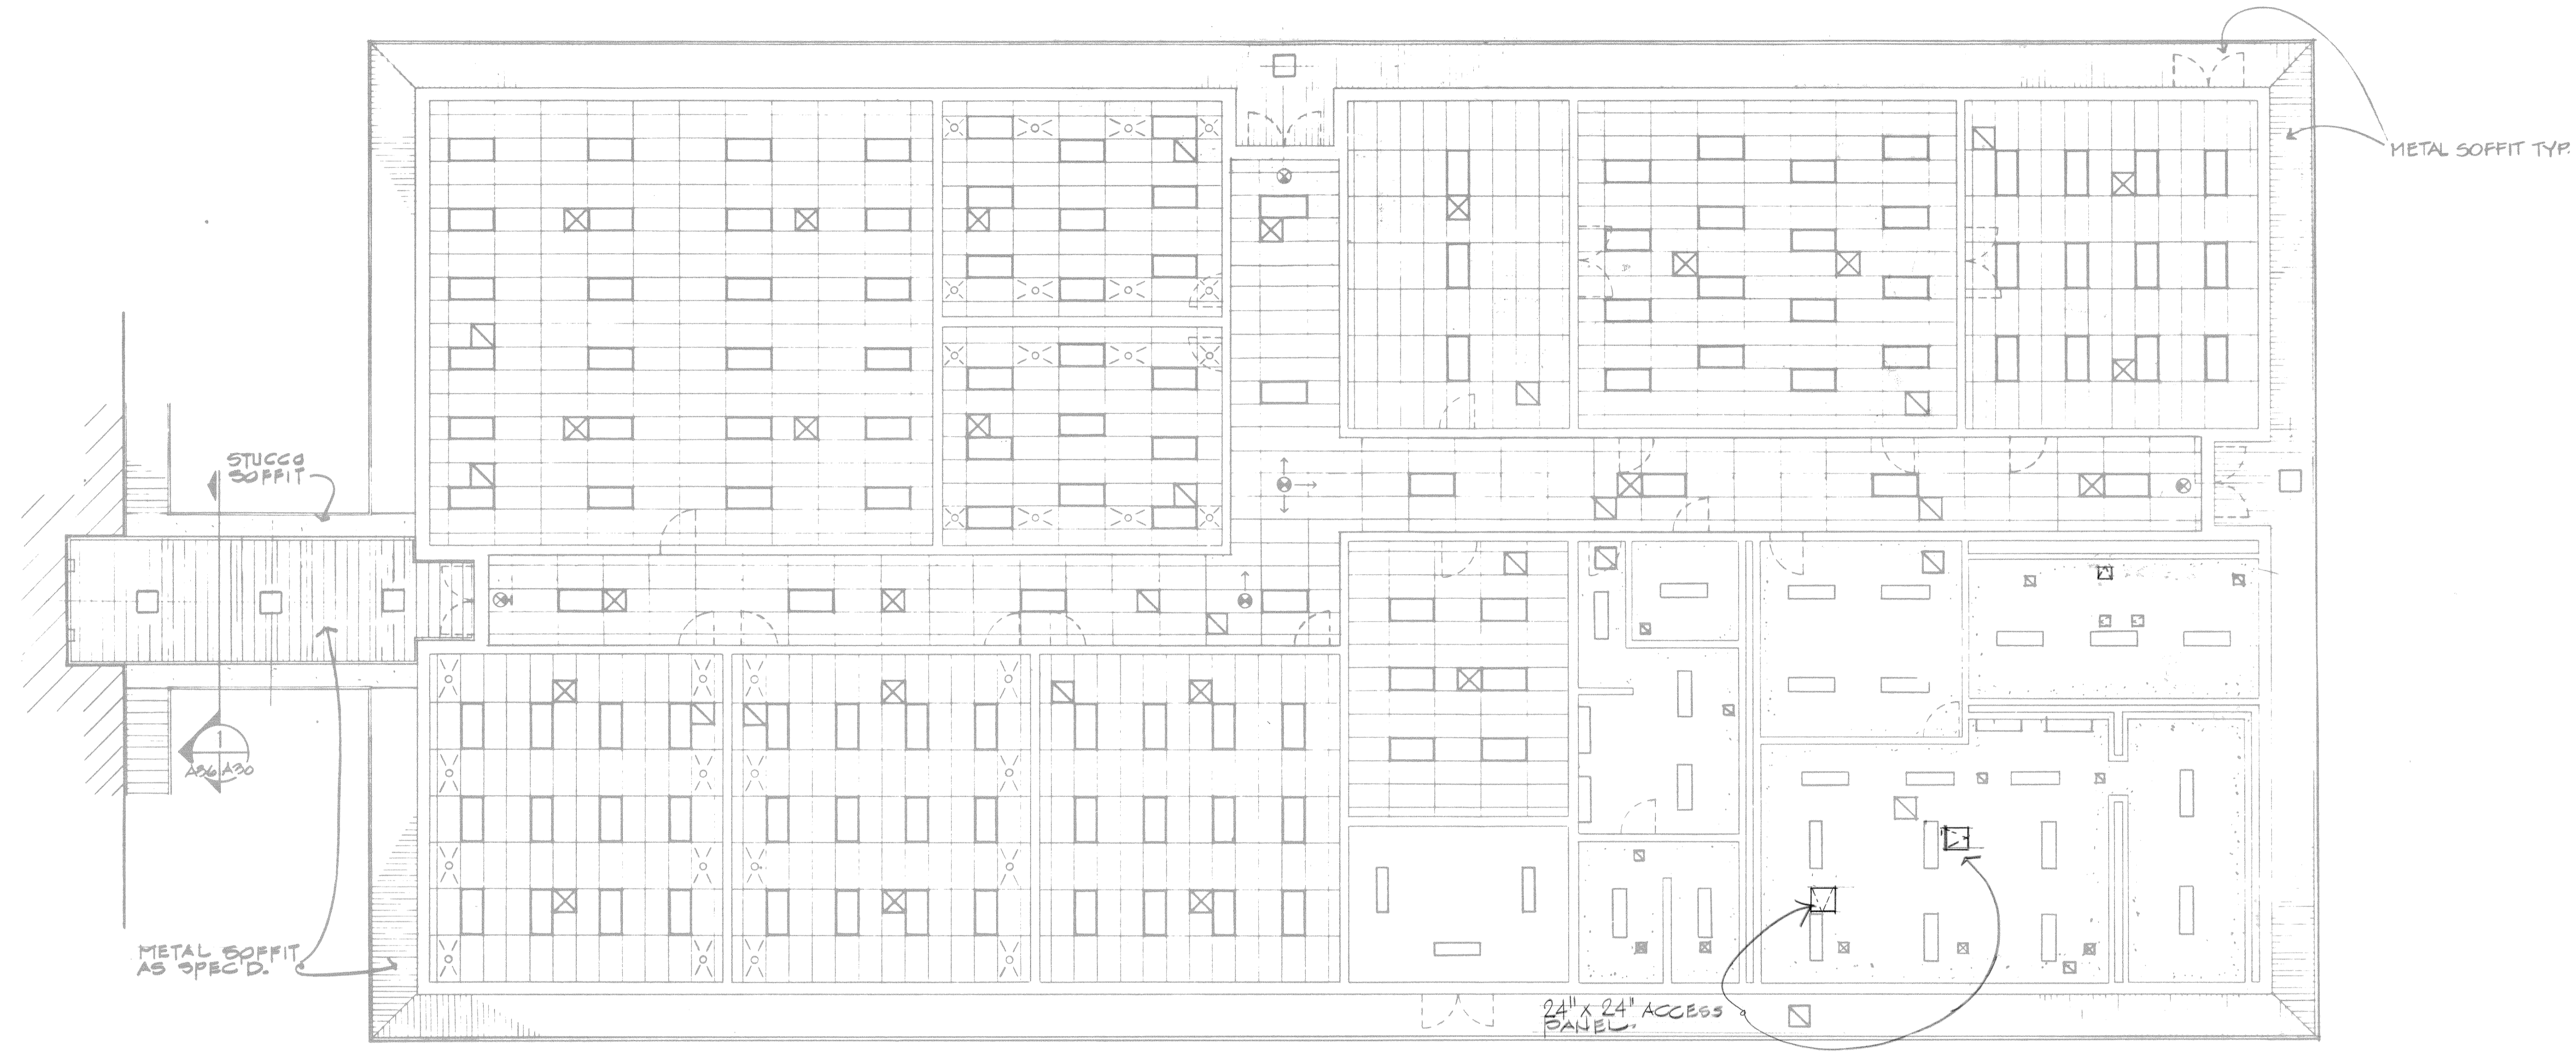 METAL SOFFIT TYP.
STUCCO
SOFFIT
1
A36 A30
METAL SOFFIT
AS SPEC'D.
24" X 24" ACCESS
PANEL.